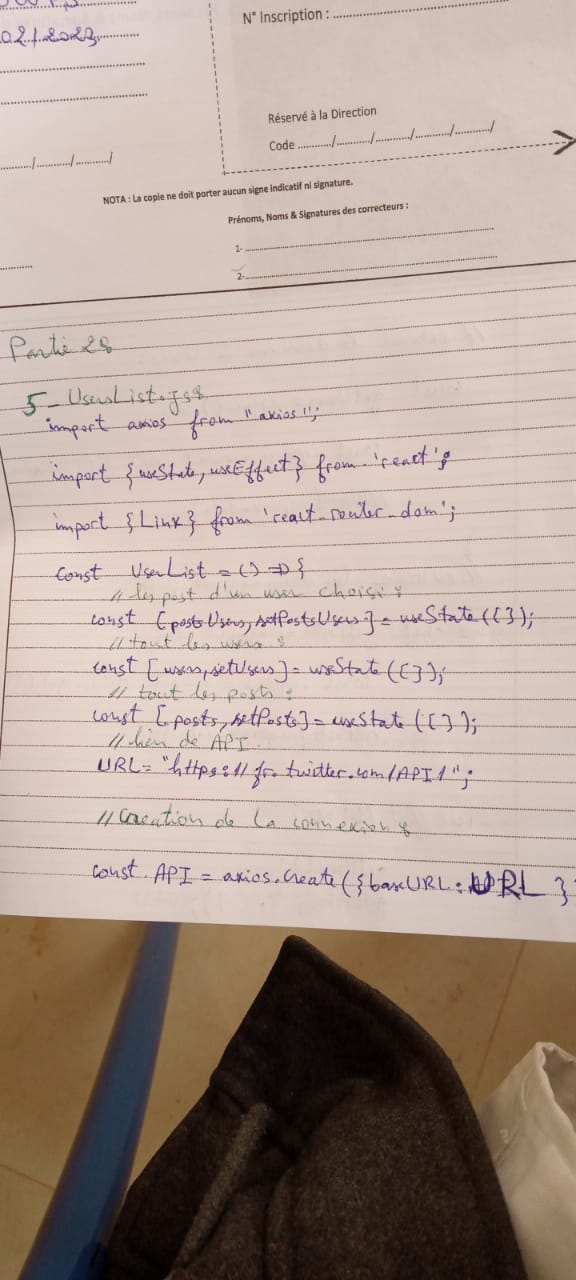 02/2023
N° Inscription :
Réservé à la Direction
Code ........../........../........../........../........../
NOTA : La copie ne doit porter aucun signe indicatif ni signature.
Prénoms, Noms & Signatures des correcteurs :
1-
2-
Partie 2:
5- UsersList.js:
import axios from "axios";
import {useState, useEffect} from 'react';
import {Link} from 'react-router-dom';
const UserList = () => {
// les post d'un user choisi :
const [postsUsers, setPostsUsers] = useState([]);
// tout les users :
const [users, setUsers] = useState([]);
// tout les posts :
const [posts, setPosts] = useState([]);
// lien de API
URL = "https://fr.twitter.com/API/";
// Creation de la connexion :
const API = axios.create({baseURL: URL }